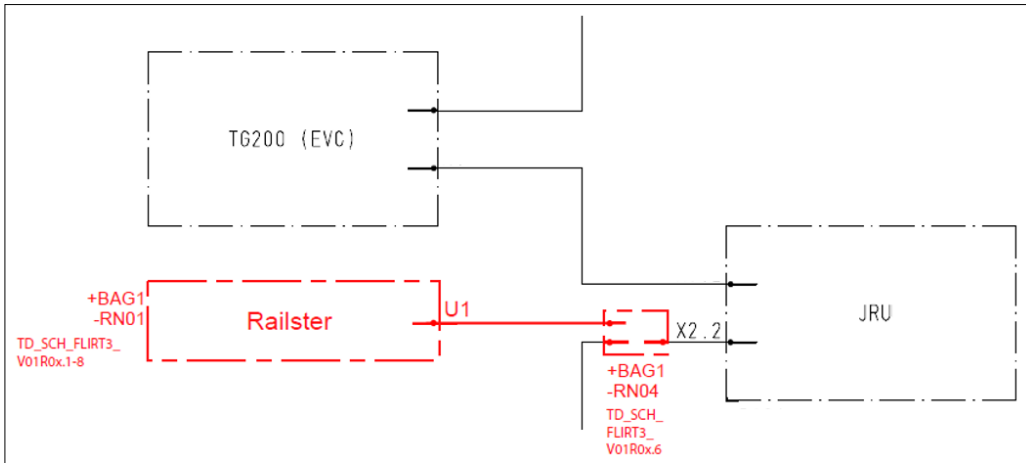 TG200 (EVC)
+BAG1
-RN01
TD_SCH_FLIRT3_
V01R0x.1-8
Railster
U1
X2.2
JRU
+BAG1
-RN04
TD_SCH_
FLIRT3_
V01R0x.6